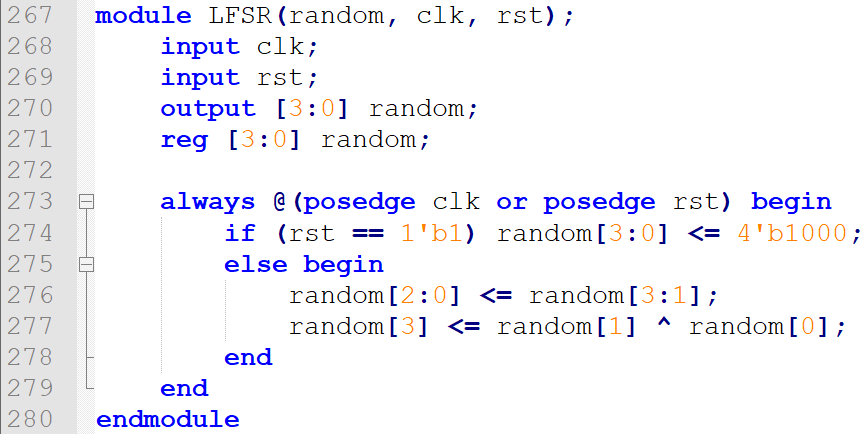 267 module LFSR(random, clk, rst);
268     input clk;
269     input rst;
270     output [3:0] random;
271     reg [3:0] random;
272
273     always @(posedge clk or posedge rst) begin
274         if (rst == 1'b1) random[3:0] <= 4'b1000;
275         else begin
276             random[2:0] <= random[3:1];
277             random[3] <= random[1] ^ random[0];
278         end
279     end
280 endmodule